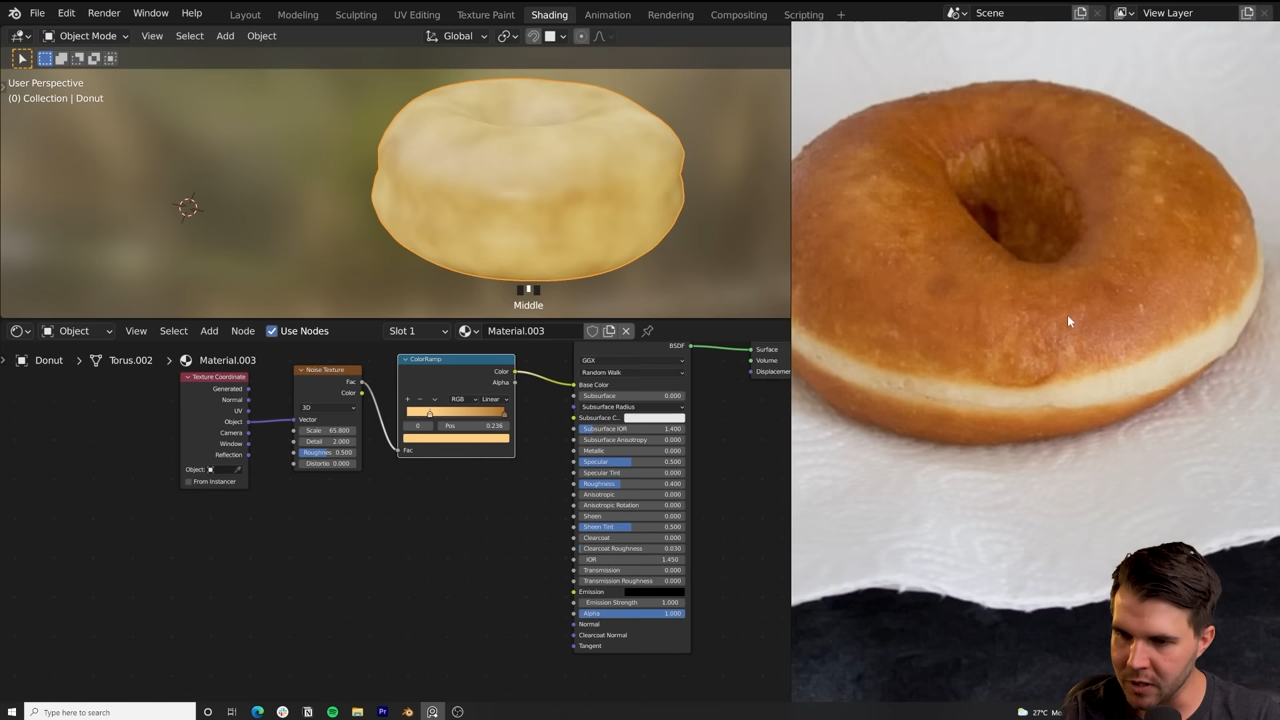 File Edit Render Window Help Layout Modeling Sculpting UV Editing Texture Paint Shading Animation Rendering Compositing Scripting + Scene View Layer
Object Mode View Select Add Object Global
User Perspective
(0) Collection | Donut
Middle
Object View Select Add Node Use Nodes Slot 1 Material.003
Donut Torus.002 Material.003
Texture Coordinate
Generated
Normal
UV
Object
Camera
Window
Reflection
Object:
From Instancer
Noise Texture
Fac
Color
3D
Vector
Scale 65.800
Detail 2.000
Roughnes 0.500
Distortio 0.000
ColorRamp
Color
Alpha
+ − RGB Linear
0 Pos 0.236
Fac
BSDF
GGX
Random Walk
Base Color
Subsurface 0.000
Subsurface Radius
Subsurface C...
Subsurface IOR 1.400
Subsurface Anisotropy 0.000
Metallic 0.000
Specular 0.500
Specular Tint 0.000
Roughness 0.400
Anisotropic 0.000
Anisotropic Rotation 0.000
Sheen 0.000
Sheen Tint 0.500
Clearcoat 0.000
Clearcoat Roughness 0.030
IOR 1.450
Transmission 0.000
Transmission Roughness 0.000
Emission
Emission Strength 1.000
Alpha 1.000
Normal
Clearcoat Normal
Tangent
Surface
Volume
Displacemen
Type here to search
27°C Mo